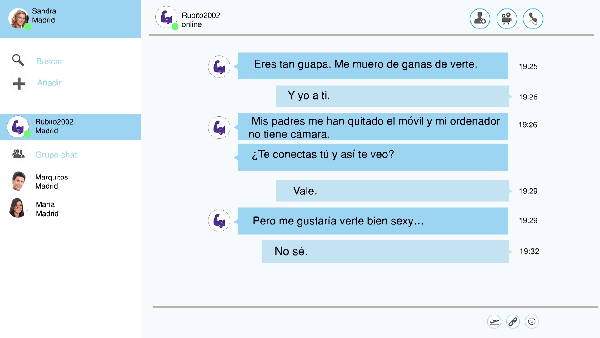 Sandra
Madrid
Buscar
Añadir
Rubito2002
Madrid
Grupo chat
Marquitos
Madrid
María
Madrid
Rubito2002
online
Eres tan guapa. Me muero de ganas de verte.
19:25
Y yo a ti.
19:26
Mis padres me han quitado el móvil y mi ordenador
no tiene cámara.
19:26
¿Te conectas tú y así te veo?
Vale.
19:29
Pero me gustaría verte bien sexy...
19:29
No sé.
19:32